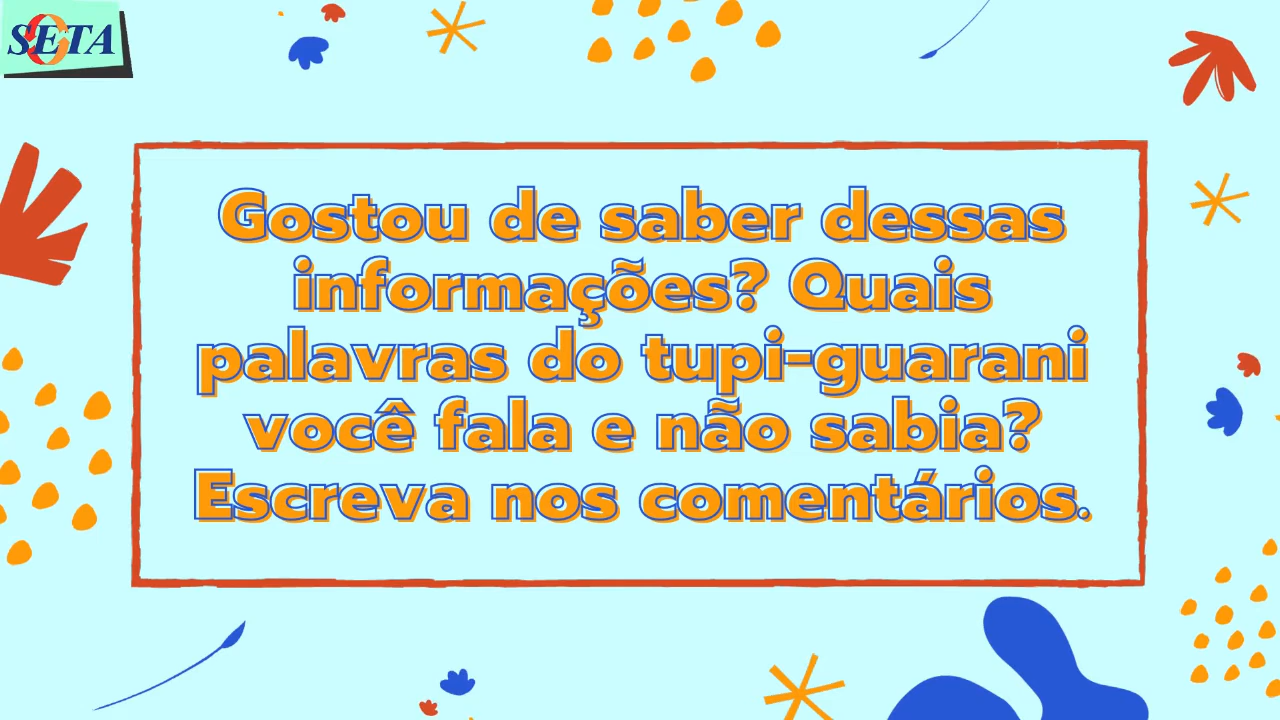 SETA
Gostou de saber dessas
informações? Quais
palavras do tupi-guarani
você fala e não sabia?
Escreva nos comentários.